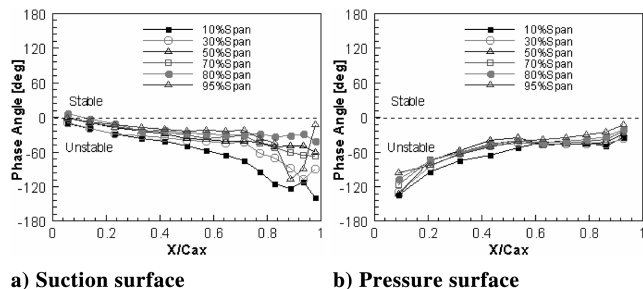 180
120
60
0
-60
-120
-180
Phase Angle [deg]
10%Span
30%Span
50%Span
70%Span
80%Span
95%Span
Stable
Unstable
0 0.2 0.4 0.6 0.8 1
X/Cax
a) Suction surface
180
120
60
0
-60
-120
-180
Phase Angle [deg]
10%Span
30%Span
50%Span
70%Span
80%Span
95%Span
Stable
Unstable
0 0.2 0.4 0.6 0.8 1
X/Cax
b) Pressure surface